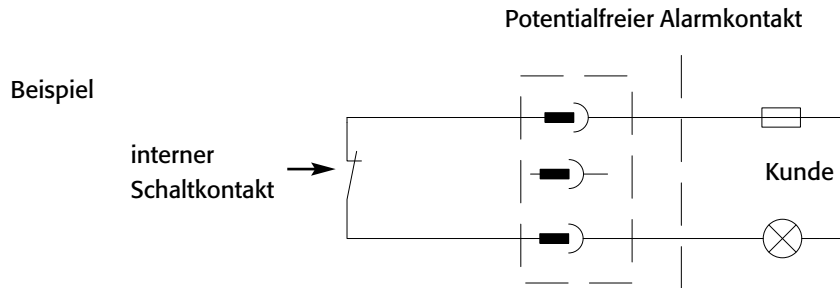 Potentialfreier Alarmkontakt
Beispiel
interner
Schaltkontakt
Kunde